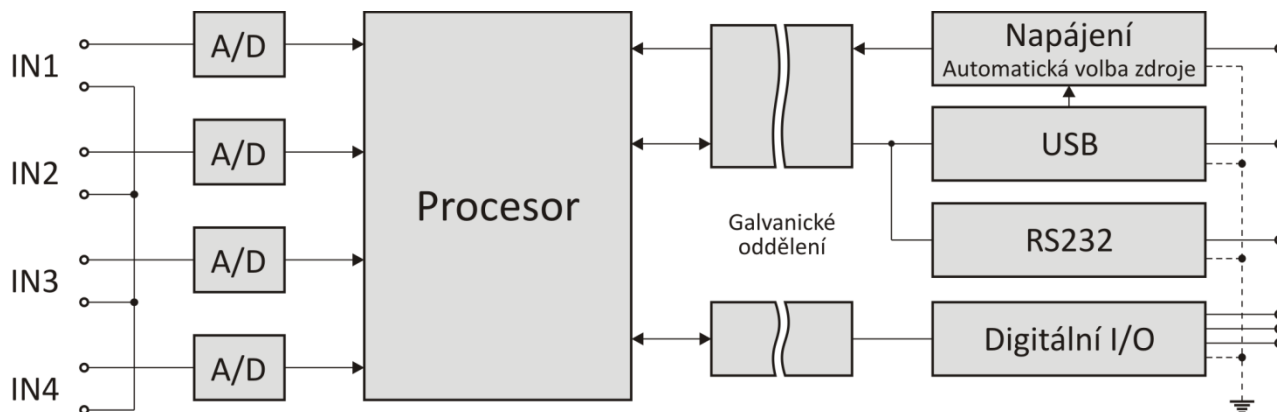 IN1
A/D
IN2
A/D
IN3
A/D
IN4
A/D
Procesor
Galvanické
oddělení
Napájení
Automatická volba zdroje
USB
RS232
Digitální I/O